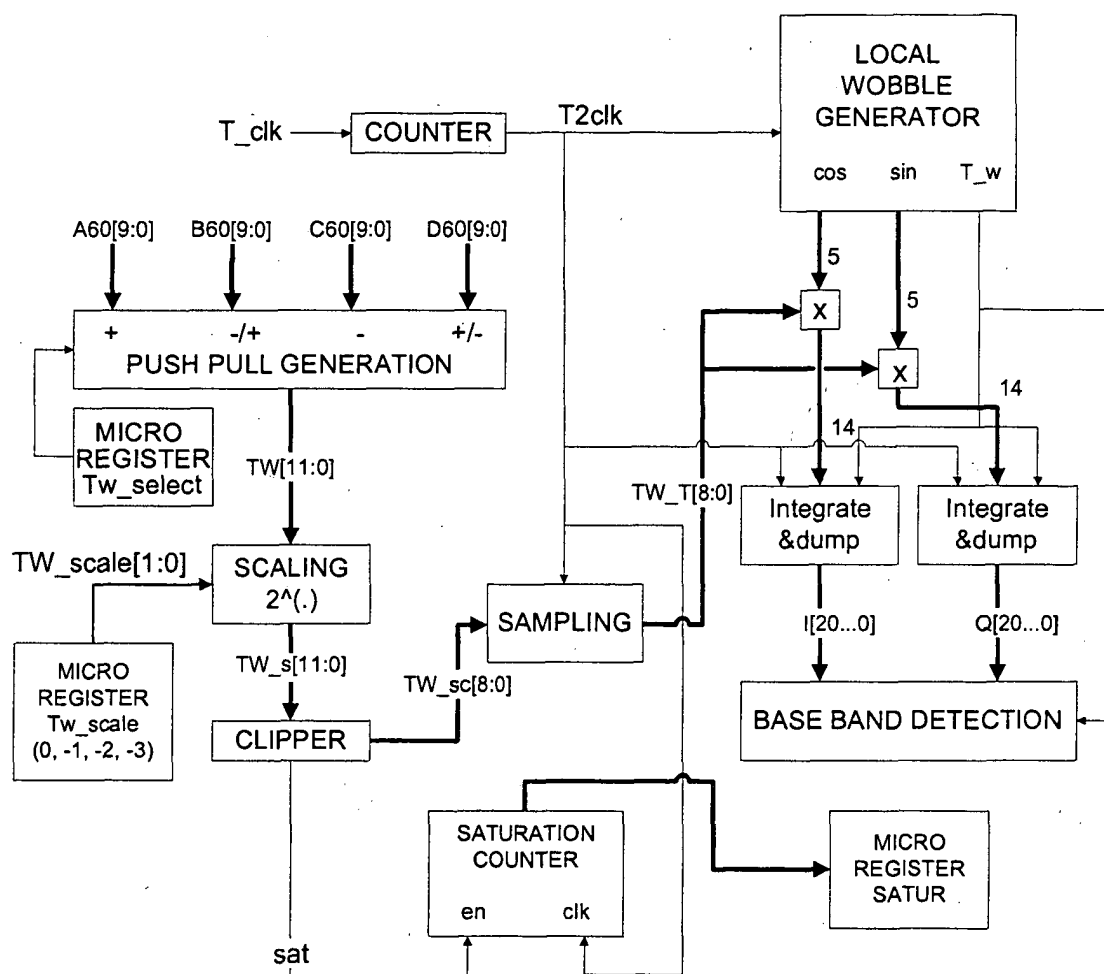 LOCAL
WOBBLE
GENERATOR
cos sin T_w
T_clk
COUNTER
T2clk
A60[9:0] B60[9:0] C60[9:0] D60[9:0]
+ -/+ - +/-
PUSH PULL GENERATION
5
5
X
X
MICRO
REGISTER
Tw_select
TW[11:0]
14
14
TW_T[8:0]
Integrate
&dump
Integrate
&dump
TW_scale[1:0]
SCALING
2^(.)
SAMPLING
I[20...0] Q[20...0]
MICRO
REGISTER
Tw_scale
(0, -1, -2, -3)
TW_s[11:0]
TW_sc[8:0]
CLIPPER
BASE BAND DETECTION
SATURATION
COUNTER
en clk
MICRO
REGISTER
SATUR
sat